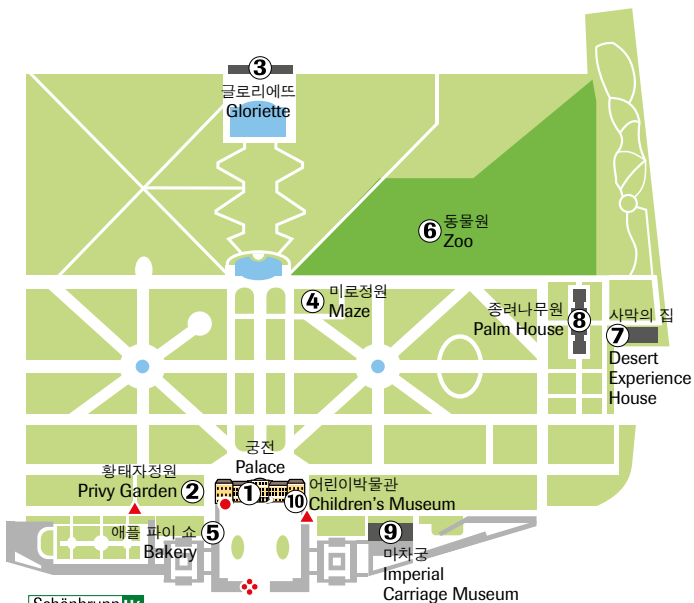 3
글로리에뜨
Gloriette
6
동물원
Zoo
4
미로정원
Maze
종려나무원
Palm House
8
사막의 집
7
Desert
Experience
House
궁전
Palace
황태자정원
Privy Garden
2
1
10
어린이박물관
Children's Museum
애플 파이 쇼
Bakery
5
9
마차궁
Imperial
Carriage Museum